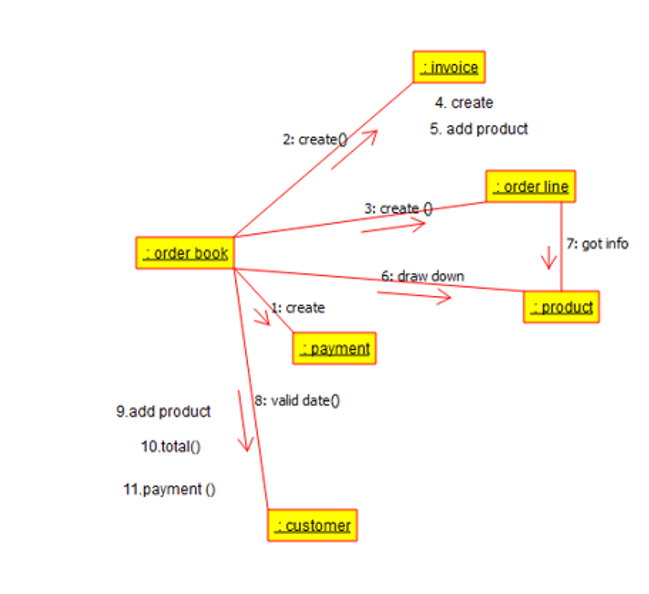 : invoice
4. create
5. add product
2: create()
: order line
3: create ()
7: got info
: order book
6: draw down
: product
1: create
: payment
8: valid date()
9.add product
10.total()
11.payment ()
: customer